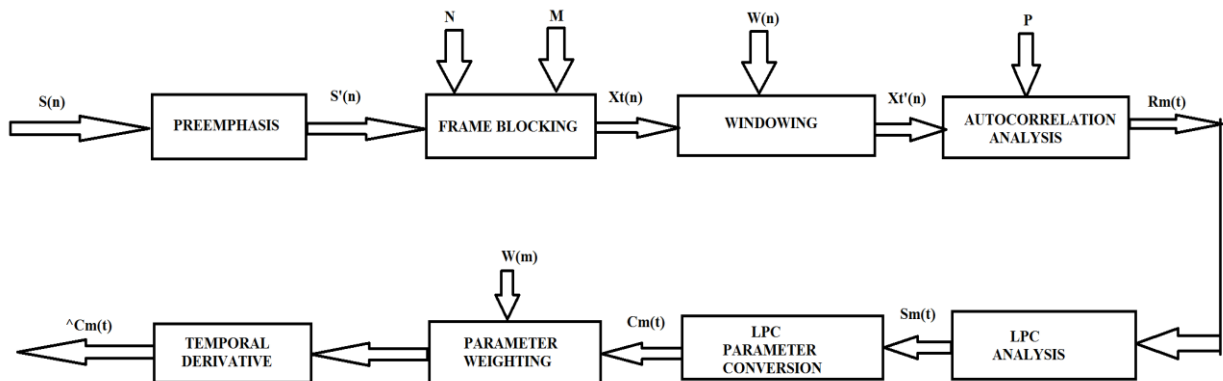 N
M
W(n)
P
S(n)
S'(n)
Xt(n)
Xt'(n)
Rm(t)
PREEMPHASIS
FRAME BLOCKING
WINDOWING
AUTOCORRELATION
ANALYSIS
W(m)
^Cm(t)
Cm(t)
Sm(t)
TEMPORAL
DERIVATIVE
PARAMETER
WEIGHTING
LPC
PARAMETER
CONVERSION
LPC
ANALYSIS